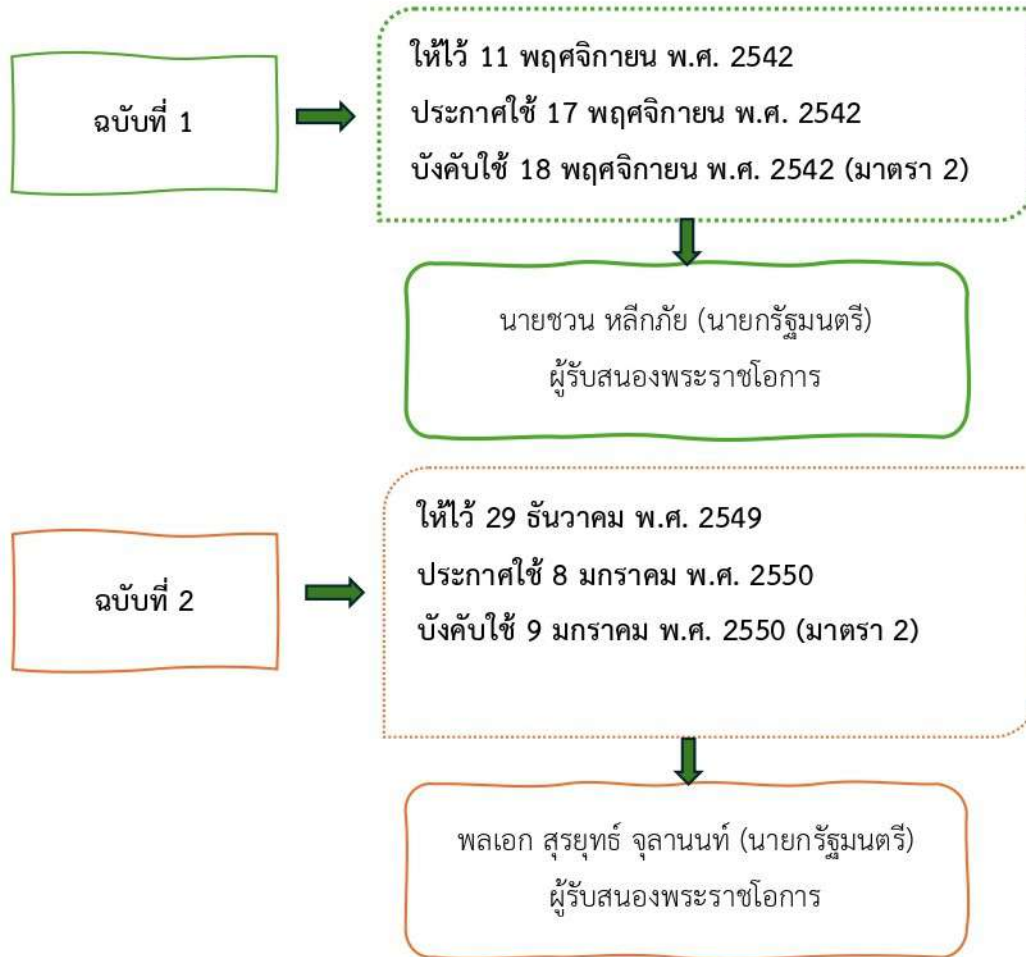 ฉบับที่ 1
ให้ไว้ 11 พฤศจิกายน พ.ศ. 2542
ประกาศใช้ 17 พฤศจิกายน พ.ศ. 2542
บังคับใช้ 18 พฤศจิกายน พ.ศ. 2542 (มาตรา 2)
นายชวน หลีกภัย (นายกรัฐมนตรี)
ผู้รับสนองพระราชโอการ
ฉบับที่ 2
ให้ไว้ 29 ธันวาคม พ.ศ. 2549
ประกาศใช้ 8 มกราคม พ.ศ. 2550
บังคับใช้ 9 มกราคม พ.ศ. 2550 (มาตรา 2)
พลเอก สุรยุทธ์ จุลานนท์ (นายกรัฐมนตรี)
ผู้รับสนองพระราชโอการ